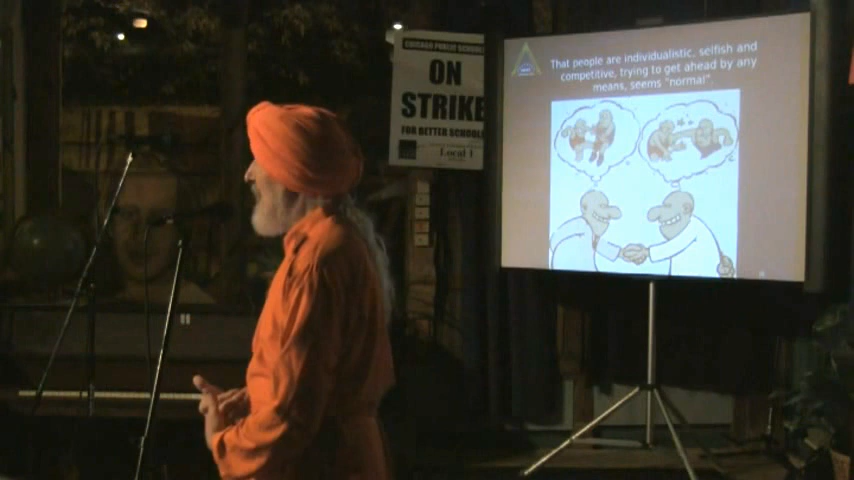 CHICAGO PUBLIC SCHOOLS
ON
STRIKE
FOR BETTER SCHOOLS
Local 1
That people are individualistic, selfish and
competitive, trying to get ahead by any
means, seems "normal".